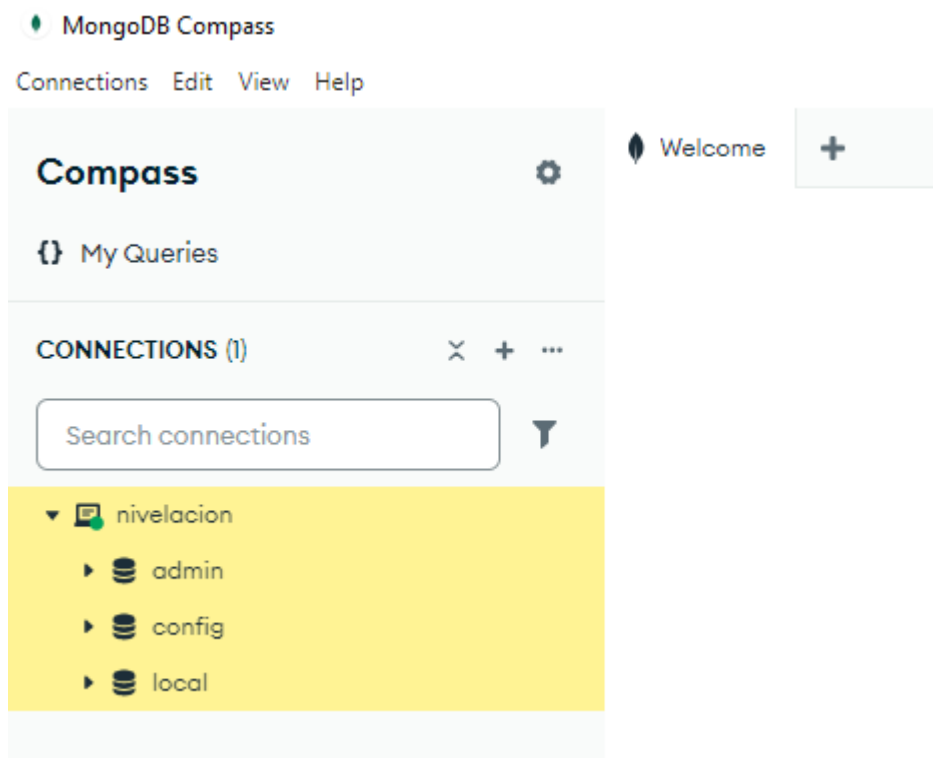 MongoDB Compass
Connections Edit View Help
Compass
Welcome
{} My Queries
CONNECTIONS (1)
Search connections
nivelacion
admin
config
local